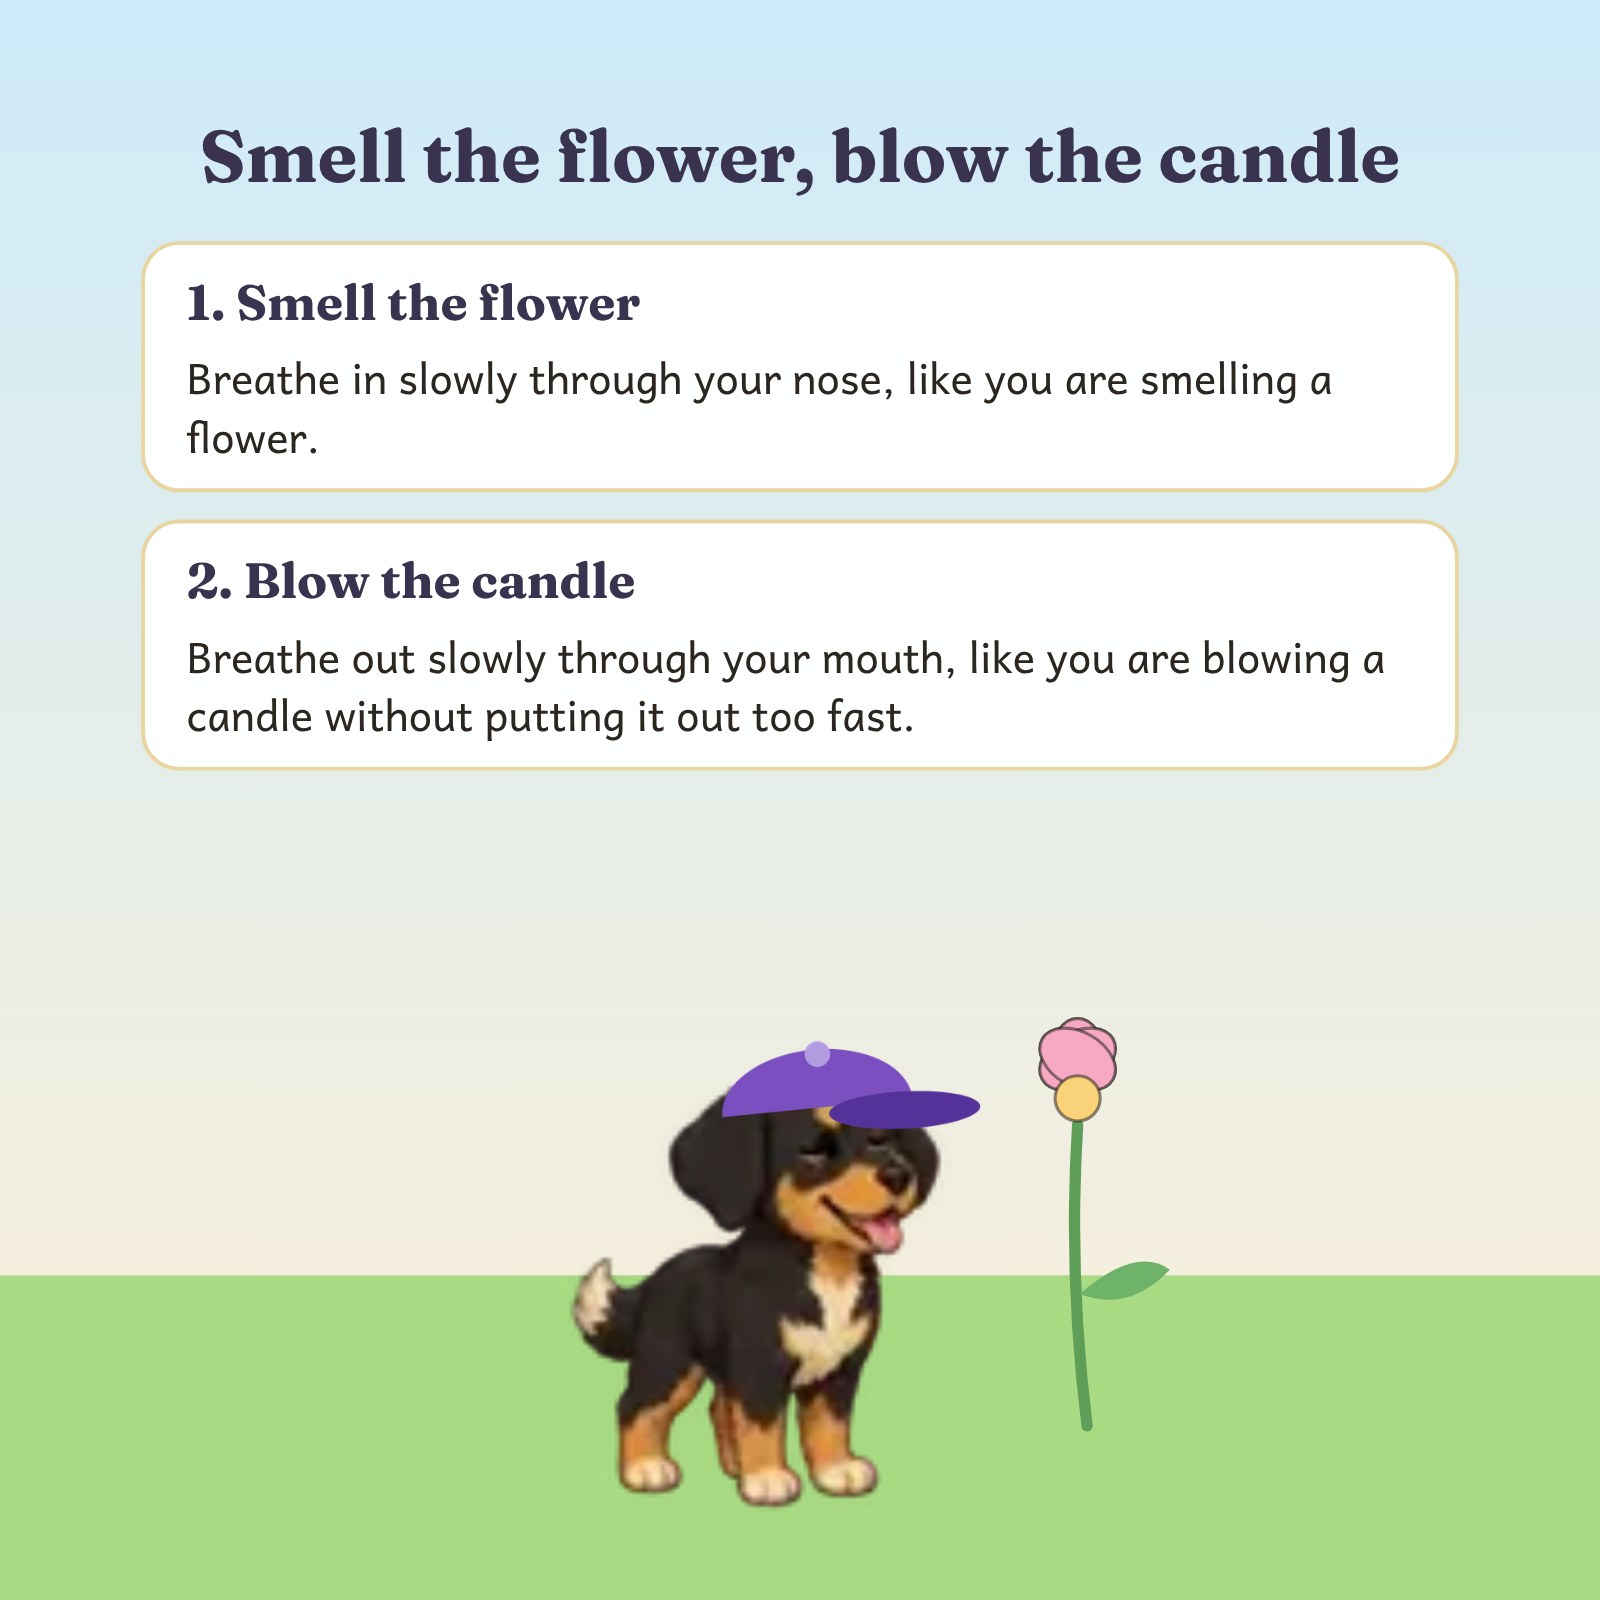 Smell the flower, blow the candle
1. Smell the flower
Breathe in slowly through your nose, like you are smelling a
flower.
2. Blow the candle
Breathe out slowly through your mouth, like you are blowing a
candle without putting it out too fast.